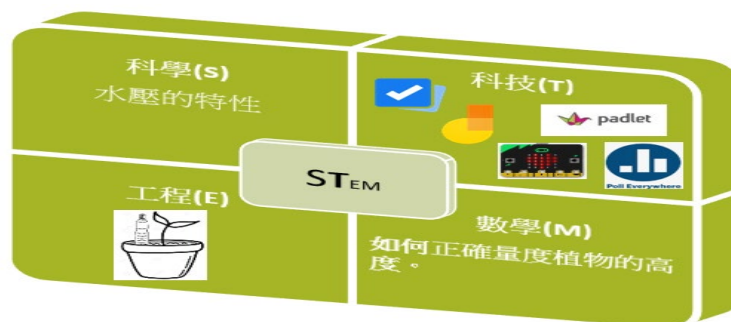 科學(S)
水壓的特性
科技(T)
padlet
Poll Everywhere
STEM
工程(E)
數學(M)
如何正確量度植物的高
度。